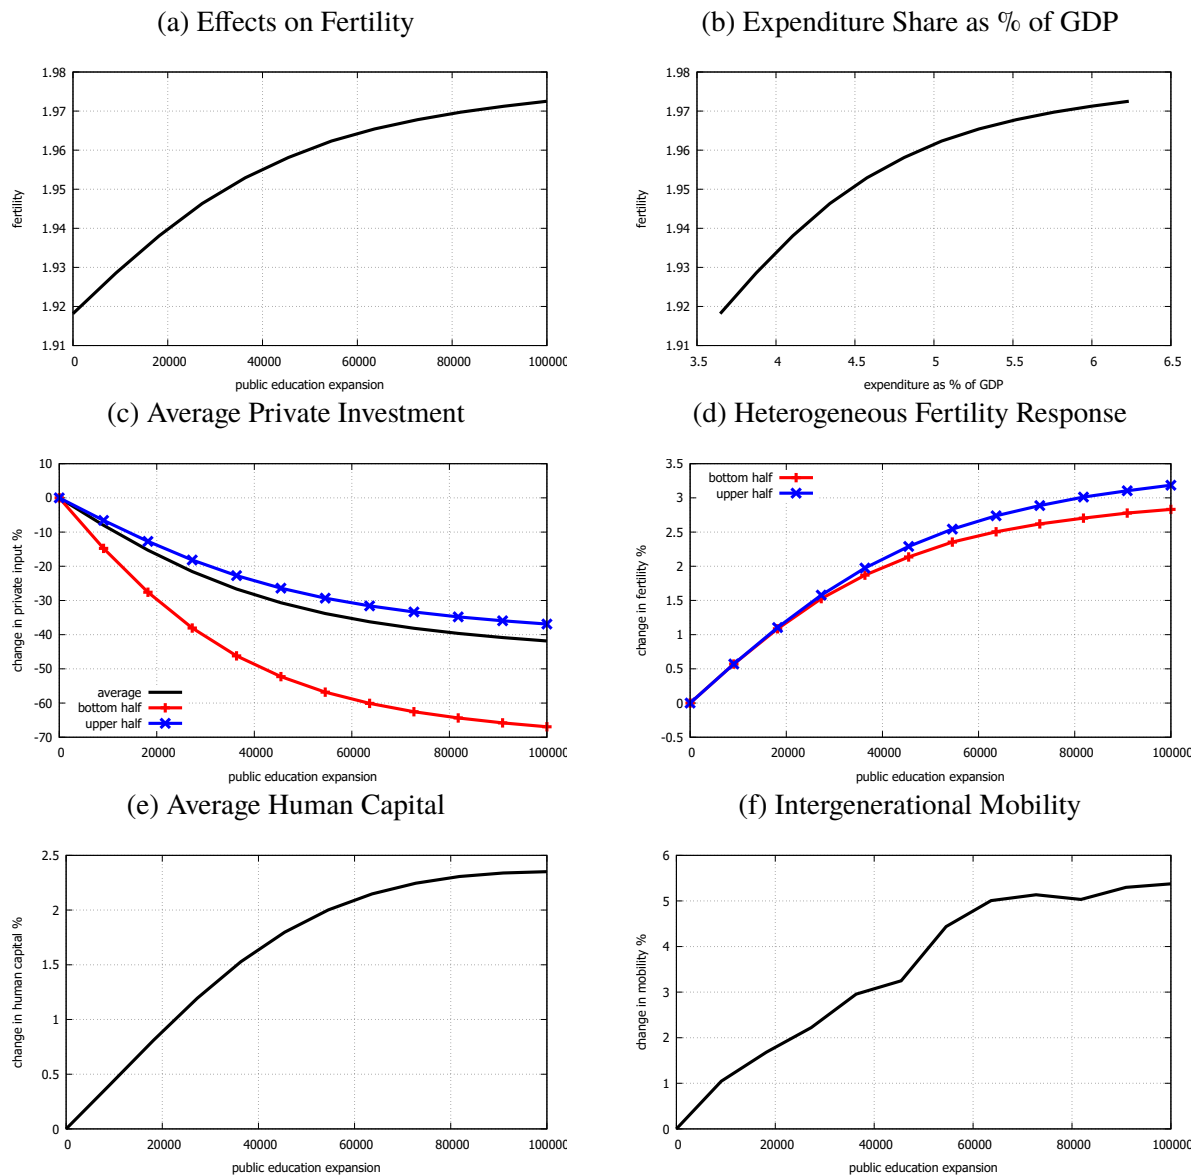 (a) Effects on Fertility
1.98
1.97
1.96
1.95
1.94
1.93
1.92
1.91
fertility
0 20000 40000 60000 80000 100000
public education expansion
(b) Expenditure Share as % of GDP
1.98
1.97
1.96
1.95
1.94
1.93
1.92
1.91
fertility
3.5 4 4.5 5 5.5 6 6.5
expenditure as % of GDP
(c) Average Private Investment
10
0
-10
-20
-30
-40
-50
-60
-70
change in private input %
average
bottom half
upper half
0 20000 40000 60000 80000 100000
public education expansion
(d) Heterogeneous Fertility Response
3.5
3
2.5
2
1.5
1
0.5
0
-0.5
change in fertility %
bottom half
upper half
0 20000 40000 60000 80000 100000
public education expansion
(e) Average Human Capital
2.5
2
1.5
1
0.5
0
change in human capital %
0 20000 40000 60000 80000 100000
public education expansion
(f) Intergenerational Mobility
6
5
4
3
2
1
0
change in mobility %
0 20000 40000 60000 80000 100000
public education expansion